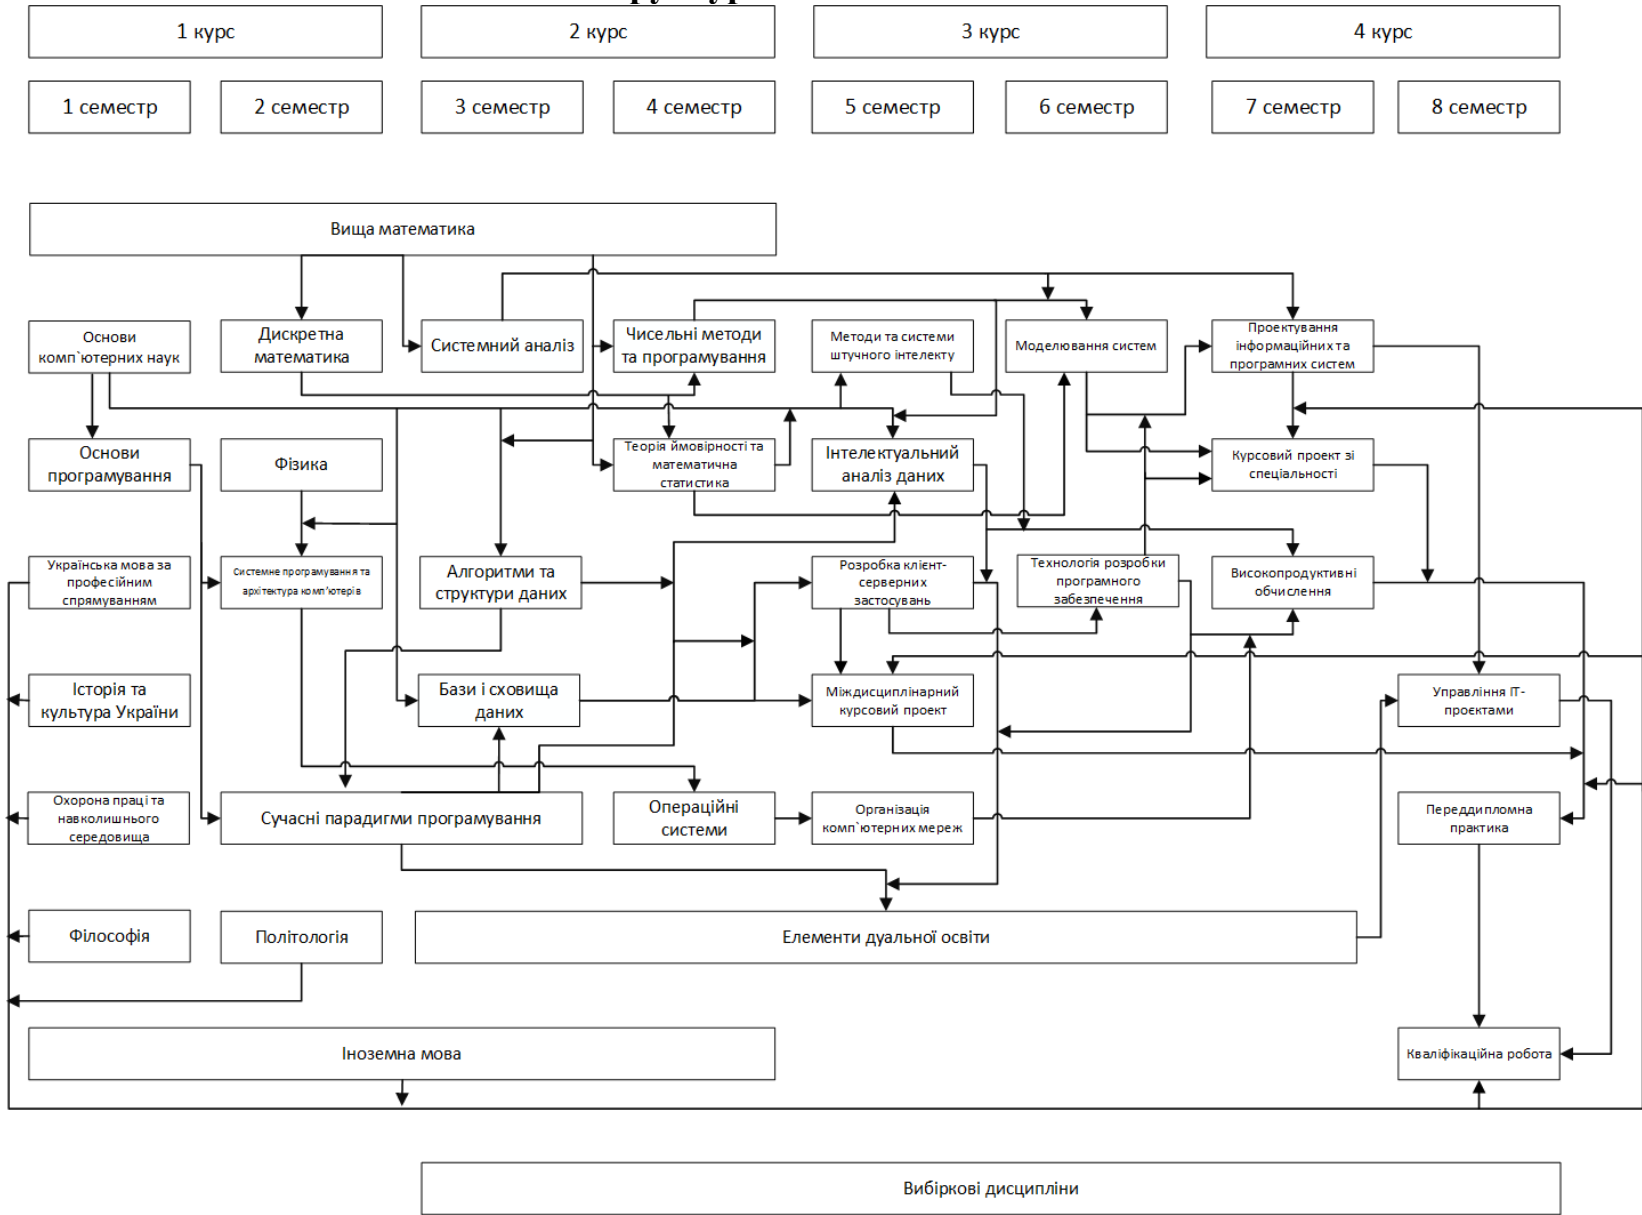 1 курс
2 курс
3 курс
4 курс
1 семестр
2 семестр
3 семестр
4 семестр
5 семестр
6 семестр
7 семестр
8 семестр
Вища математика
Основи
комп`ютерних наук
Дискретна
математика
Системний аналіз
Чисельні методи
та програмування
Методи та системи
штучного інтелекту
Моделювання систем
Проектування
інформаційних та
програмних систем
Основи
програмування
Фізика
Теорія ймовірності та
математична
статистика
Інтелектуальний
аналіз даних
Курсовий проект зі
спеціальності
Українська мова за
професійним
спрямуванням
Системне програмування та
архітектура комп’ютерів
Алгоритми та
структури даних
Розробка клієнт-
серверних
застосувань
Технологія розробки
програмного
забезпечення
Високопродуктивні
обчислення
Історія та
культура України
Бази і сховища
даних
Міждисциплінарний
курсовий проект
Управління ІТ-
проєктами
Охорона праці та
навколишнього
середовища
Сучасні парадигми програмування
Операційні
системи
Організація
комп`ютерних мереж
Переддипломна
практика
Філософія
Політологія
Елементи дуальної освіти
Іноземна мова
Кваліфікаційна робота
Вибіркові дисципліни